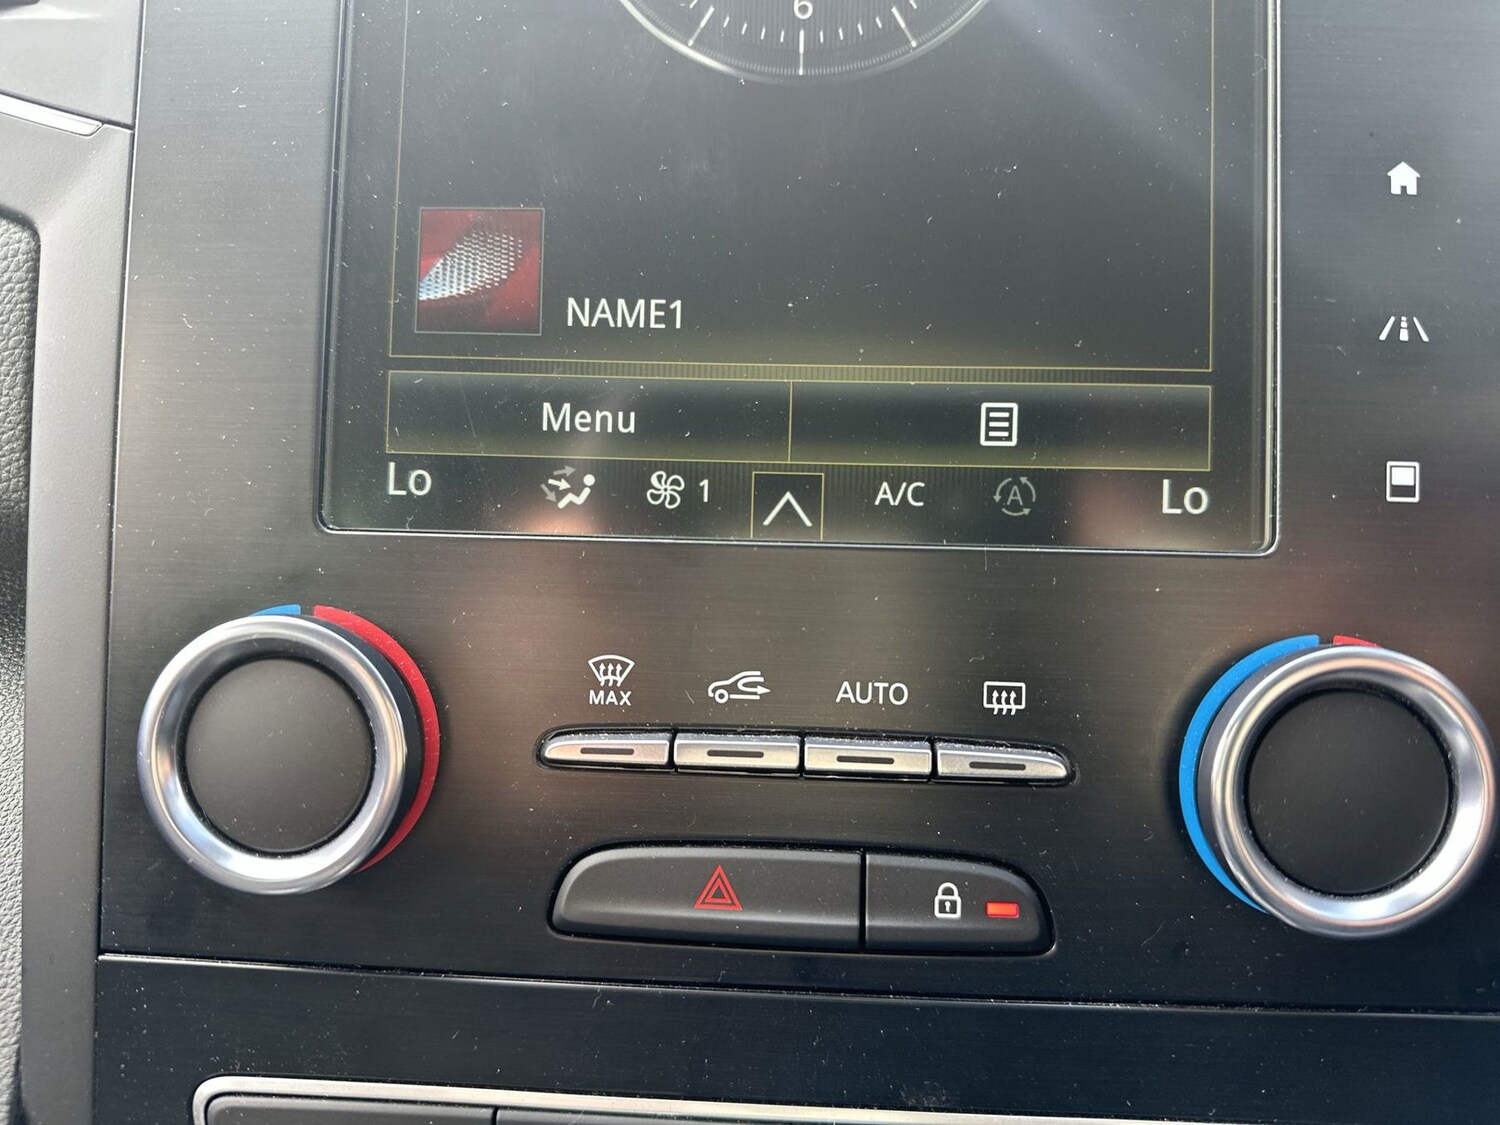 6
NAME1
Menu
Lo 1 A/C A Lo
MAX AUTO